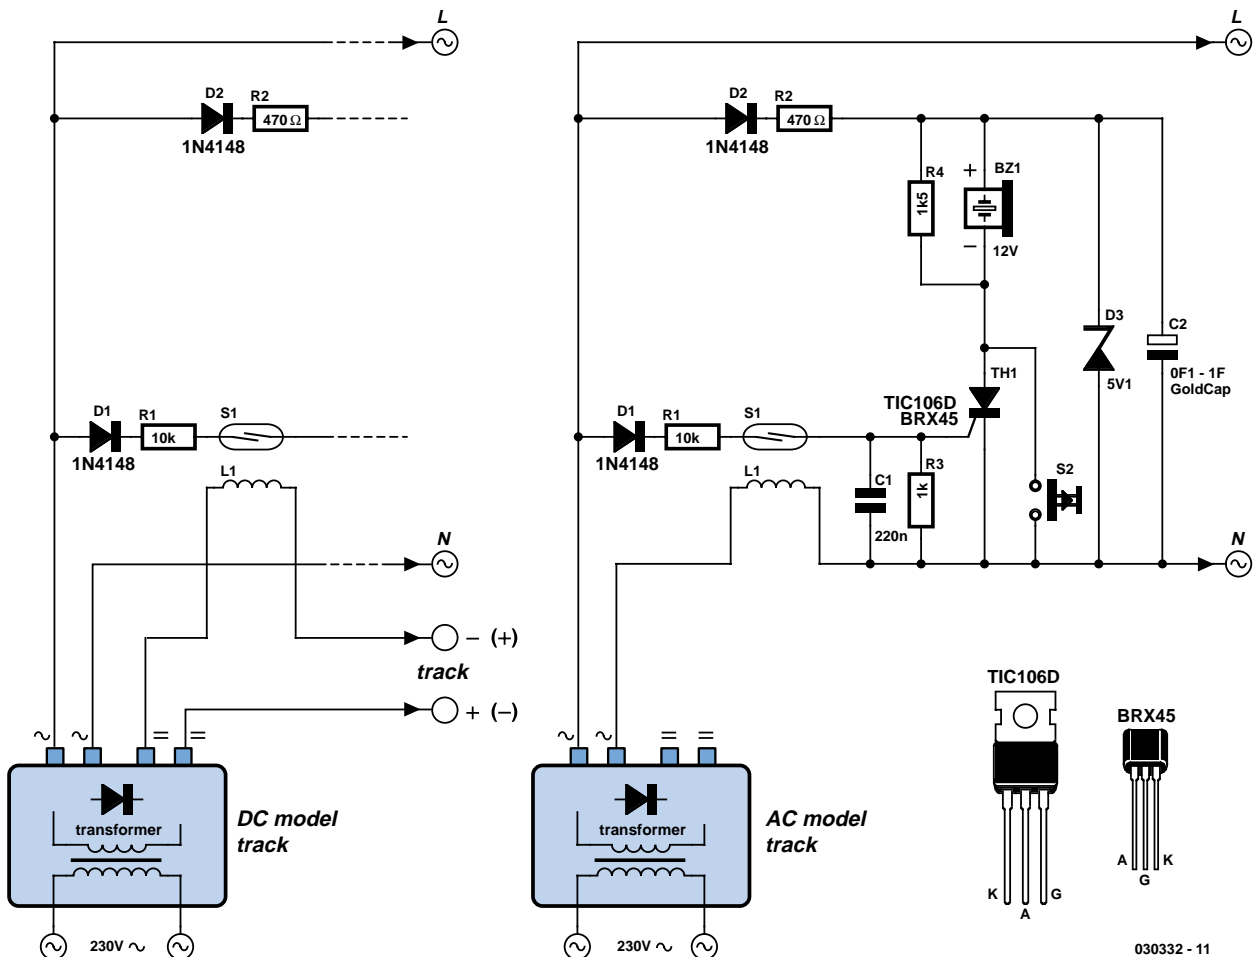 L
L
D2
R2
470 Ω
1N4148
D2
R2
470 Ω
1N4148
R4
1k5
+
BZ1
−
12V
D3
5V1
C2
0F1 - 1F
GoldCap
TH1
TIC106D
BRX45
D1
R1
10k
S1
1N4148
L1
D1
R1
10k
S1
1N4148
L1
C1
220n
R3
1k
S2
N
N
− (+)
track
+ (−)
∼ ∼ = =
∼ ∼ = =
transformer
DC model
track
230V ∼
transformer
AC model
track
230V ∼
TIC106D
K
A
G
BRX45
A
G
K
030332 - 11